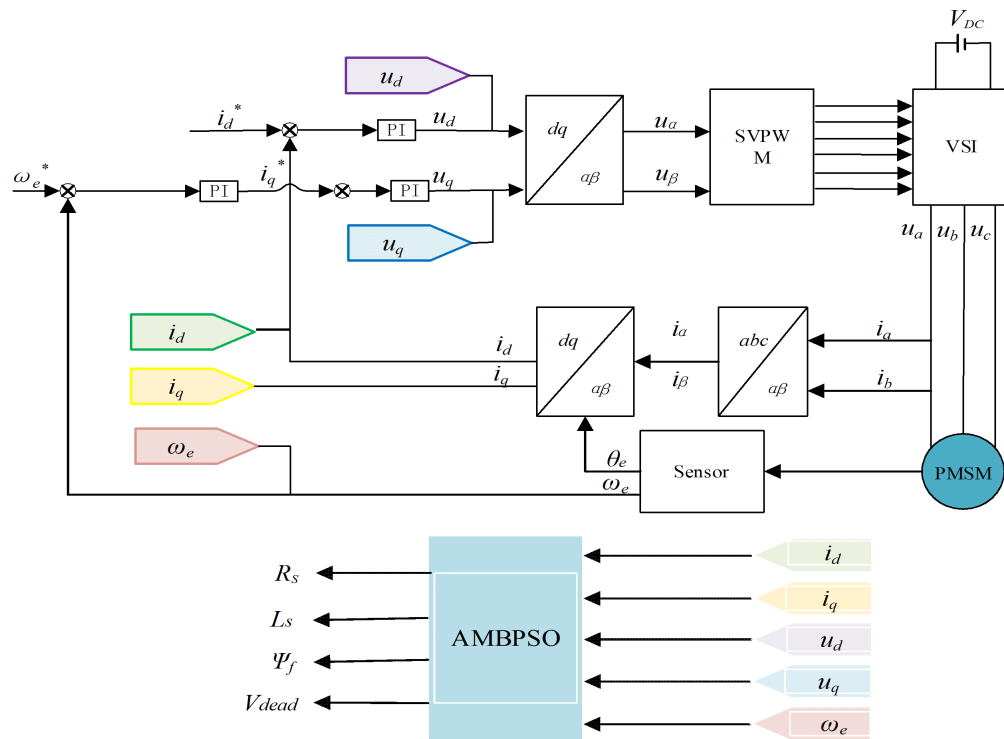 V_DC
u_d
i_d^*
PI
u_d
dq
αβ
u_α
u_β
SVPW
M
VSI
ω_e^*
PI
i_q^*
PI
u_q
u_q
u_a
u_b
u_c
i_d
i_d
i_q
dq
αβ
i_α
i_β
abc
αβ
i_a
i_b
i_q
ω_e
θ_e
ω_e
Sensor
PMSM
R_s
L_s
Ψ_f
V_dead
AMBPSO
i_d
i_q
u_d
u_q
ω_e